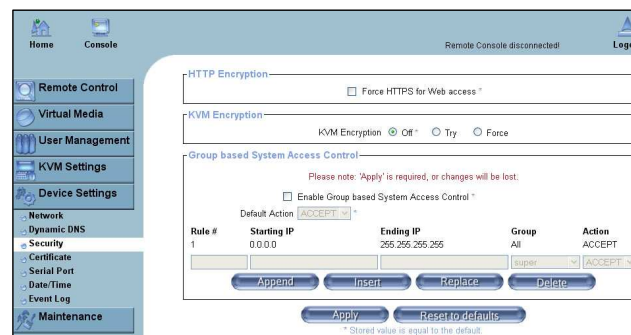 Home
Console
Remote Console disconnected!
Remote Control
Virtual Media
User Management
KVM Settings
Device Settings
Network
Dynamic DNS
Security
Certificate
Serial Port
Date/Time
Event Log
Maintenance
HTTP Encryption
Force HTTPS for Web access *
KVM Encryption
KVM Encryption Off * Try Force
Group based System Access Control
Please note: 'Apply' is required, or changes will be lost.
Enable Group based System Access Control *
Default Action ACCEPT *
Rule # Starting IP Ending IP Group Action
1 0.0.0.0 255.255.255.255 All ACCEPT
super ACCEPT
Append Insert Replace Delete
Apply Reset to defaults
* Stored value is equal to the default.